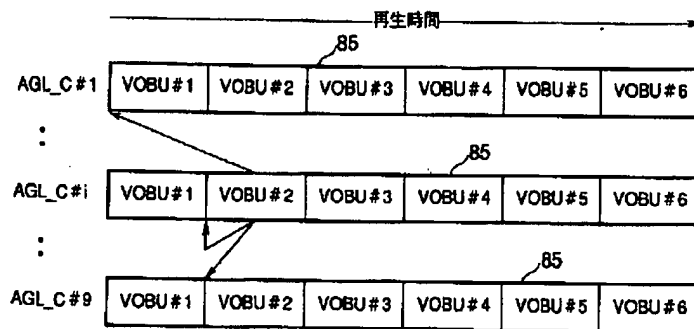 再生時間
85
AGL_C#1 VOBU#1 VOBU#2 VOBU#3 VOBU#4 VOBU#5 VOBU#6
85
AGL_C#i VOBU#1 VOBU#2 VOBU#3 VOBU#4 VOBU#5 VOBU#6
85
AGL_C#9 VOBU#1 VOBU#2 VOBU#3 VOBU#4 VOBU#5 VOBU#6